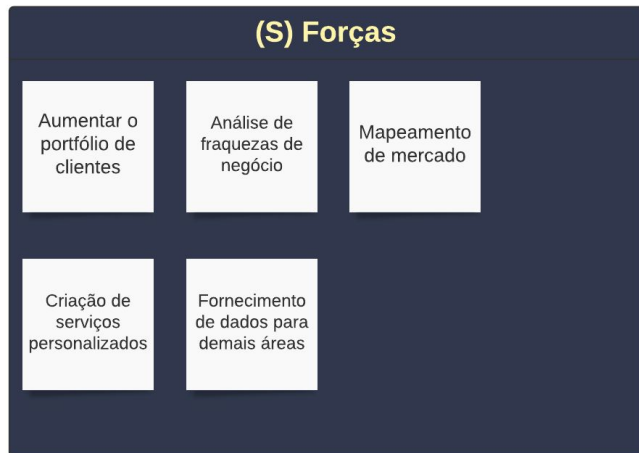 (S) Forças
Aumentar o
portfólio de
clientes
Análise de
fraquezas de
negócio
Mapeamento
de mercado
Criação de
serviços
personalizados
Fornecimento
de dados para
demais áreas